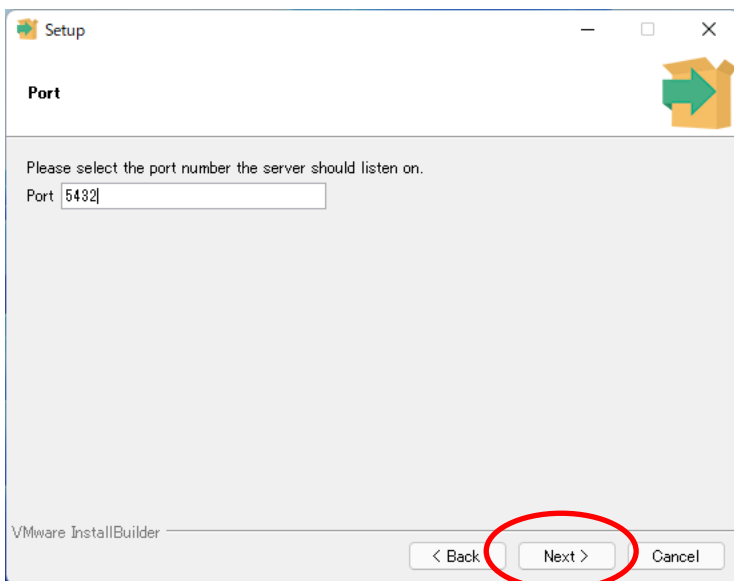 Setup
Port
Please select the port number the server should listen on.
Port 5432
VMware InstallBuilder
< Back Next > Cancel